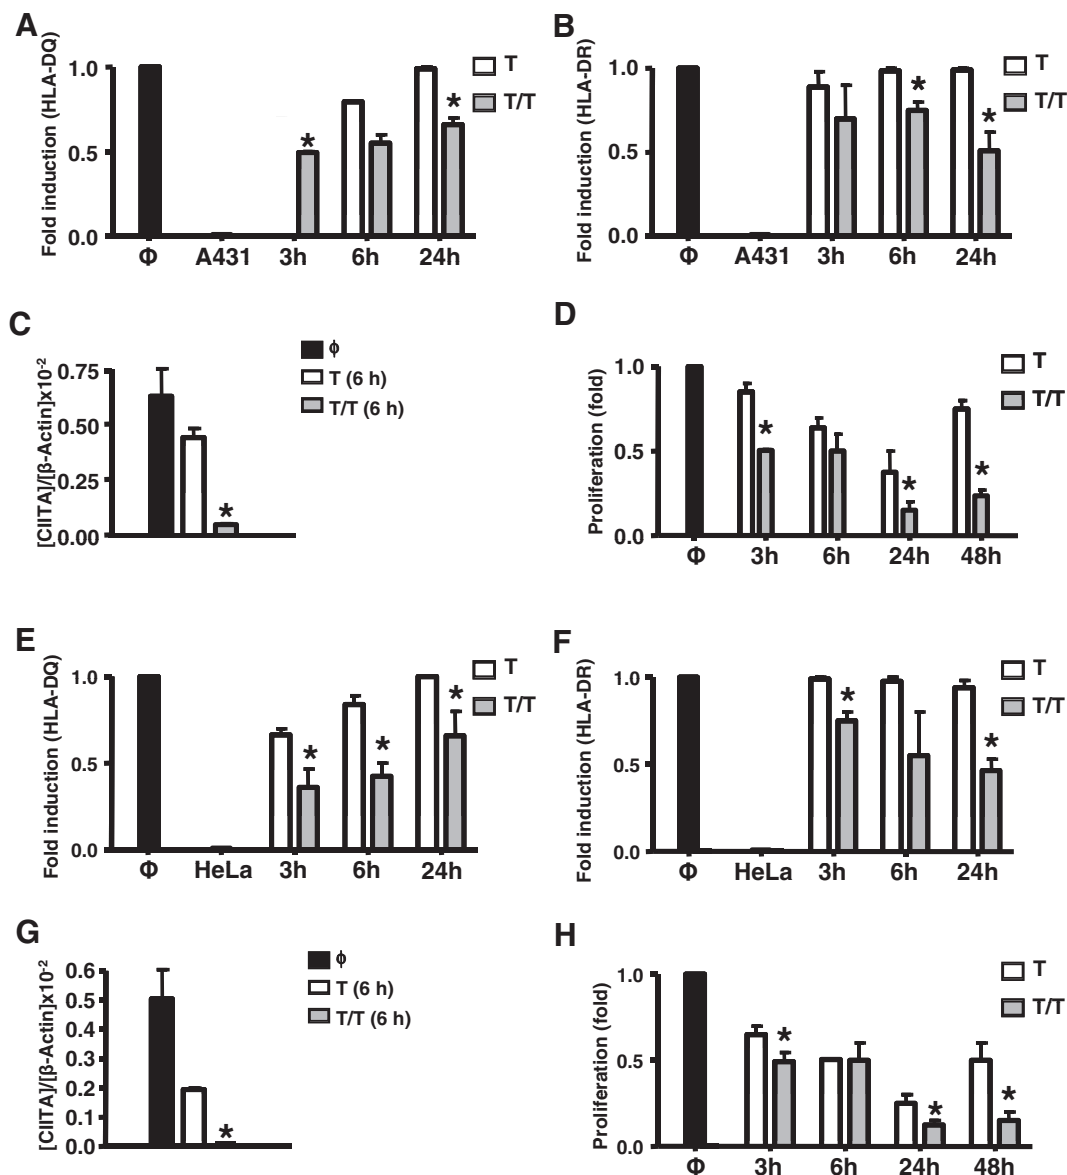 A
Fold induction (HLA-DQ)
1.0
0.5
0.0
T
T/T
*
*
Φ A431 3h 6h 24h
B
Fold induction (HLA-DR)
1.0
0.5
0.0
T
T/T
*
*
Φ A431 3h 6h 24h
C
[CIITA]/[β-Actin]x10⁻²
0.75
0.50
0.25
0.00
ϕ
T (6 h)
T/T (6 h)
*
D
Proliferation (fold)
1.0
0.5
0.0
T
T/T
*
*
*
Φ 3h 6h 24h 48h
E
Fold induction (HLA-DQ)
1.0
0.5
0.0
T
T/T
*
*
*
Φ HeLa 3h 6h 24h
F
Fold induction (HLA-DR)
1.0
0.5
0.0
T
T/T
*
*
Φ HeLa 3h 6h 24h
G
[CIITA]/[β-Actin]x10⁻²
0.6
0.5
0.4
0.3
0.2
0.1
0.0
ϕ
T (6 h)
T/T (6 h)
*
H
Proliferation (fold)
1.0
0.5
0.0
T
T/T
*
*
*
Φ 3h 6h 24h 48h